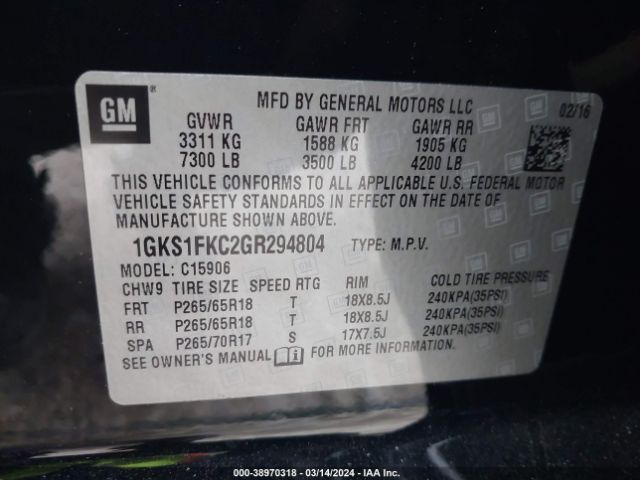 GM ®
MFD BY GENERAL MOTORS LLC
02/16
GVWR GAWR FRT GAWR RR
3311 KG 1588 KG 1905 KG
7300 LB 3500 LB 4200 LB
THIS VEHICLE CONFORMS TO ALL APPLICABLE U.S. FEDERAL MOTOR
VEHICLE SAFETY STANDARDS IN EFFECT ON THE DATE OF
MANUFACTURE SHOWN ABOVE.
1GKS1FKC2GR294804 TYPE: M.P.V.
MODEL: C15906
CHW9 TIRE SIZE SPEED RTG RIM COLD TIRE PRESSURE
FRT P265/65R18 T 18X8.5J 240KPA(35PSI)
RR P265/65R18 T 18X8.5J 240KPA(35PSI)
SPA P265/70R17 S 17X7.5J 240KPA(35PSI)
SEE OWNER'S MANUAL FOR MORE INFORMATION.
000-38970318 - 03/14/2024 - IAA Inc.